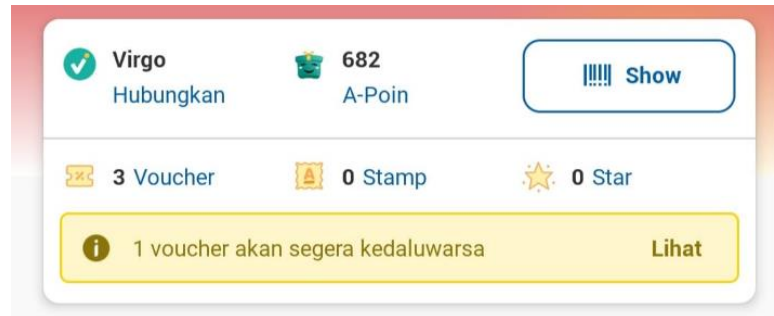 Virgo
Hubungkan
682
A-Poin
Show
3 Voucher
0 Stamp
0 Star
1 voucher akan segera kedaluwarsa
Lihat